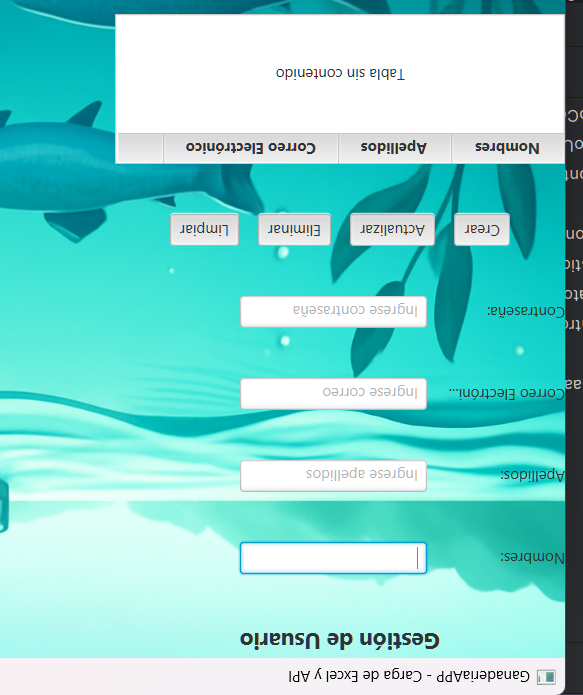 GanaderiaAPP - Carga de Excel y API
Gestión de Usuario
Nombres:
Apellidos:
Ingrese apellidos
Correo Electróni...
Ingrese correo
Contraseña:
Ingrese contraseña
Crear
Actualizar
Eliminar
Limpiar
Nombres
Apellidos
Correo Electrónico
Tabla sin contenido